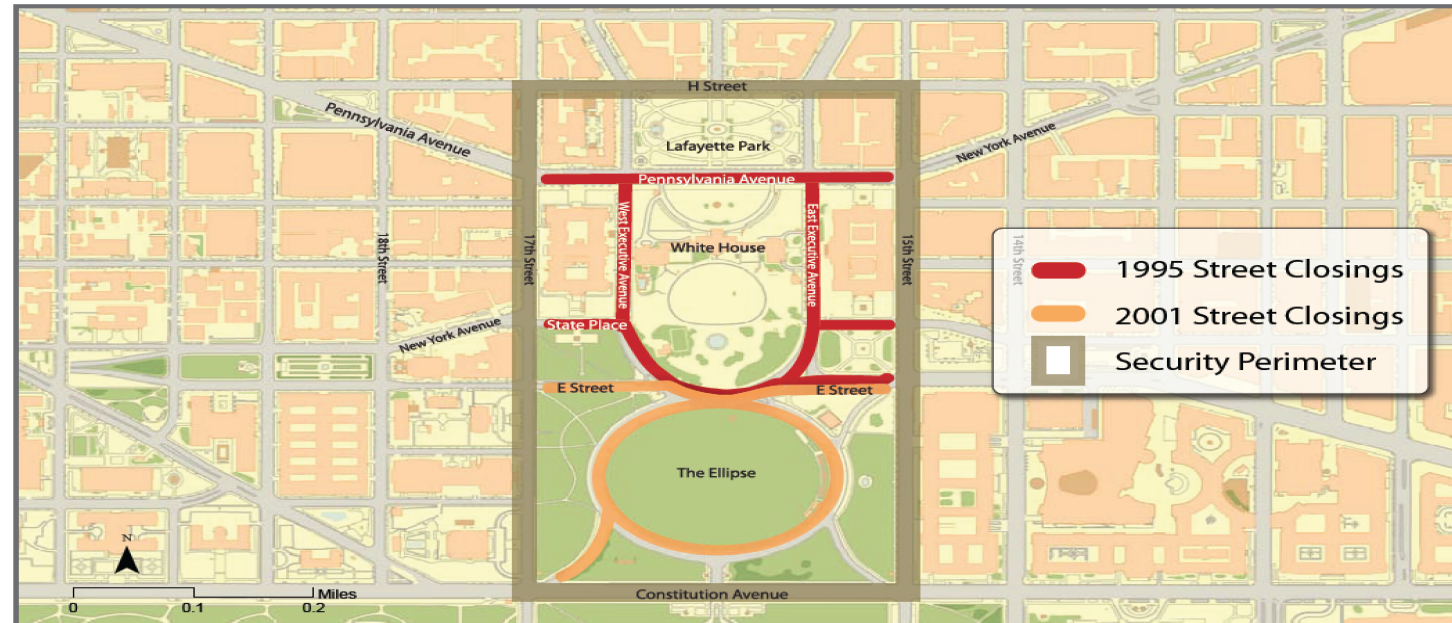 H Street
Pennsylvania Avenue
Lafayette Park
New York Avenue
Pennsylvania Avenue
West Executive Avenue
East Executive Avenue
18th Street
17th Street
White House
15th Street
14th Street
1995 Street Closings
2001 Street Closings
Security Perimeter
State Place
New York Avenue
E Street
E Street
The Ellipse
N
Miles
0
0.1
0.2
Constitution Avenue